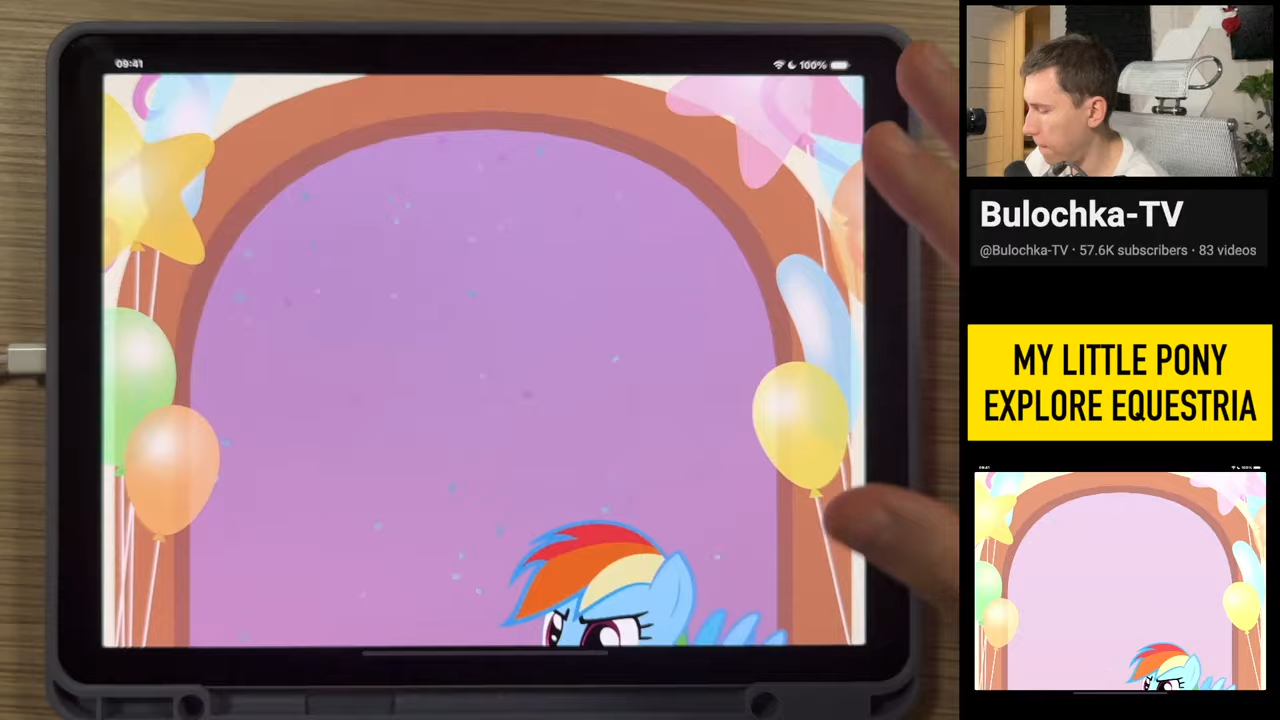 09:41
100%
Bulochka-TV
@Bulochka-TV · 57.6K subscribers · 83 videos
MY LITTLE PONY
EXPLORE EQUESTRIA